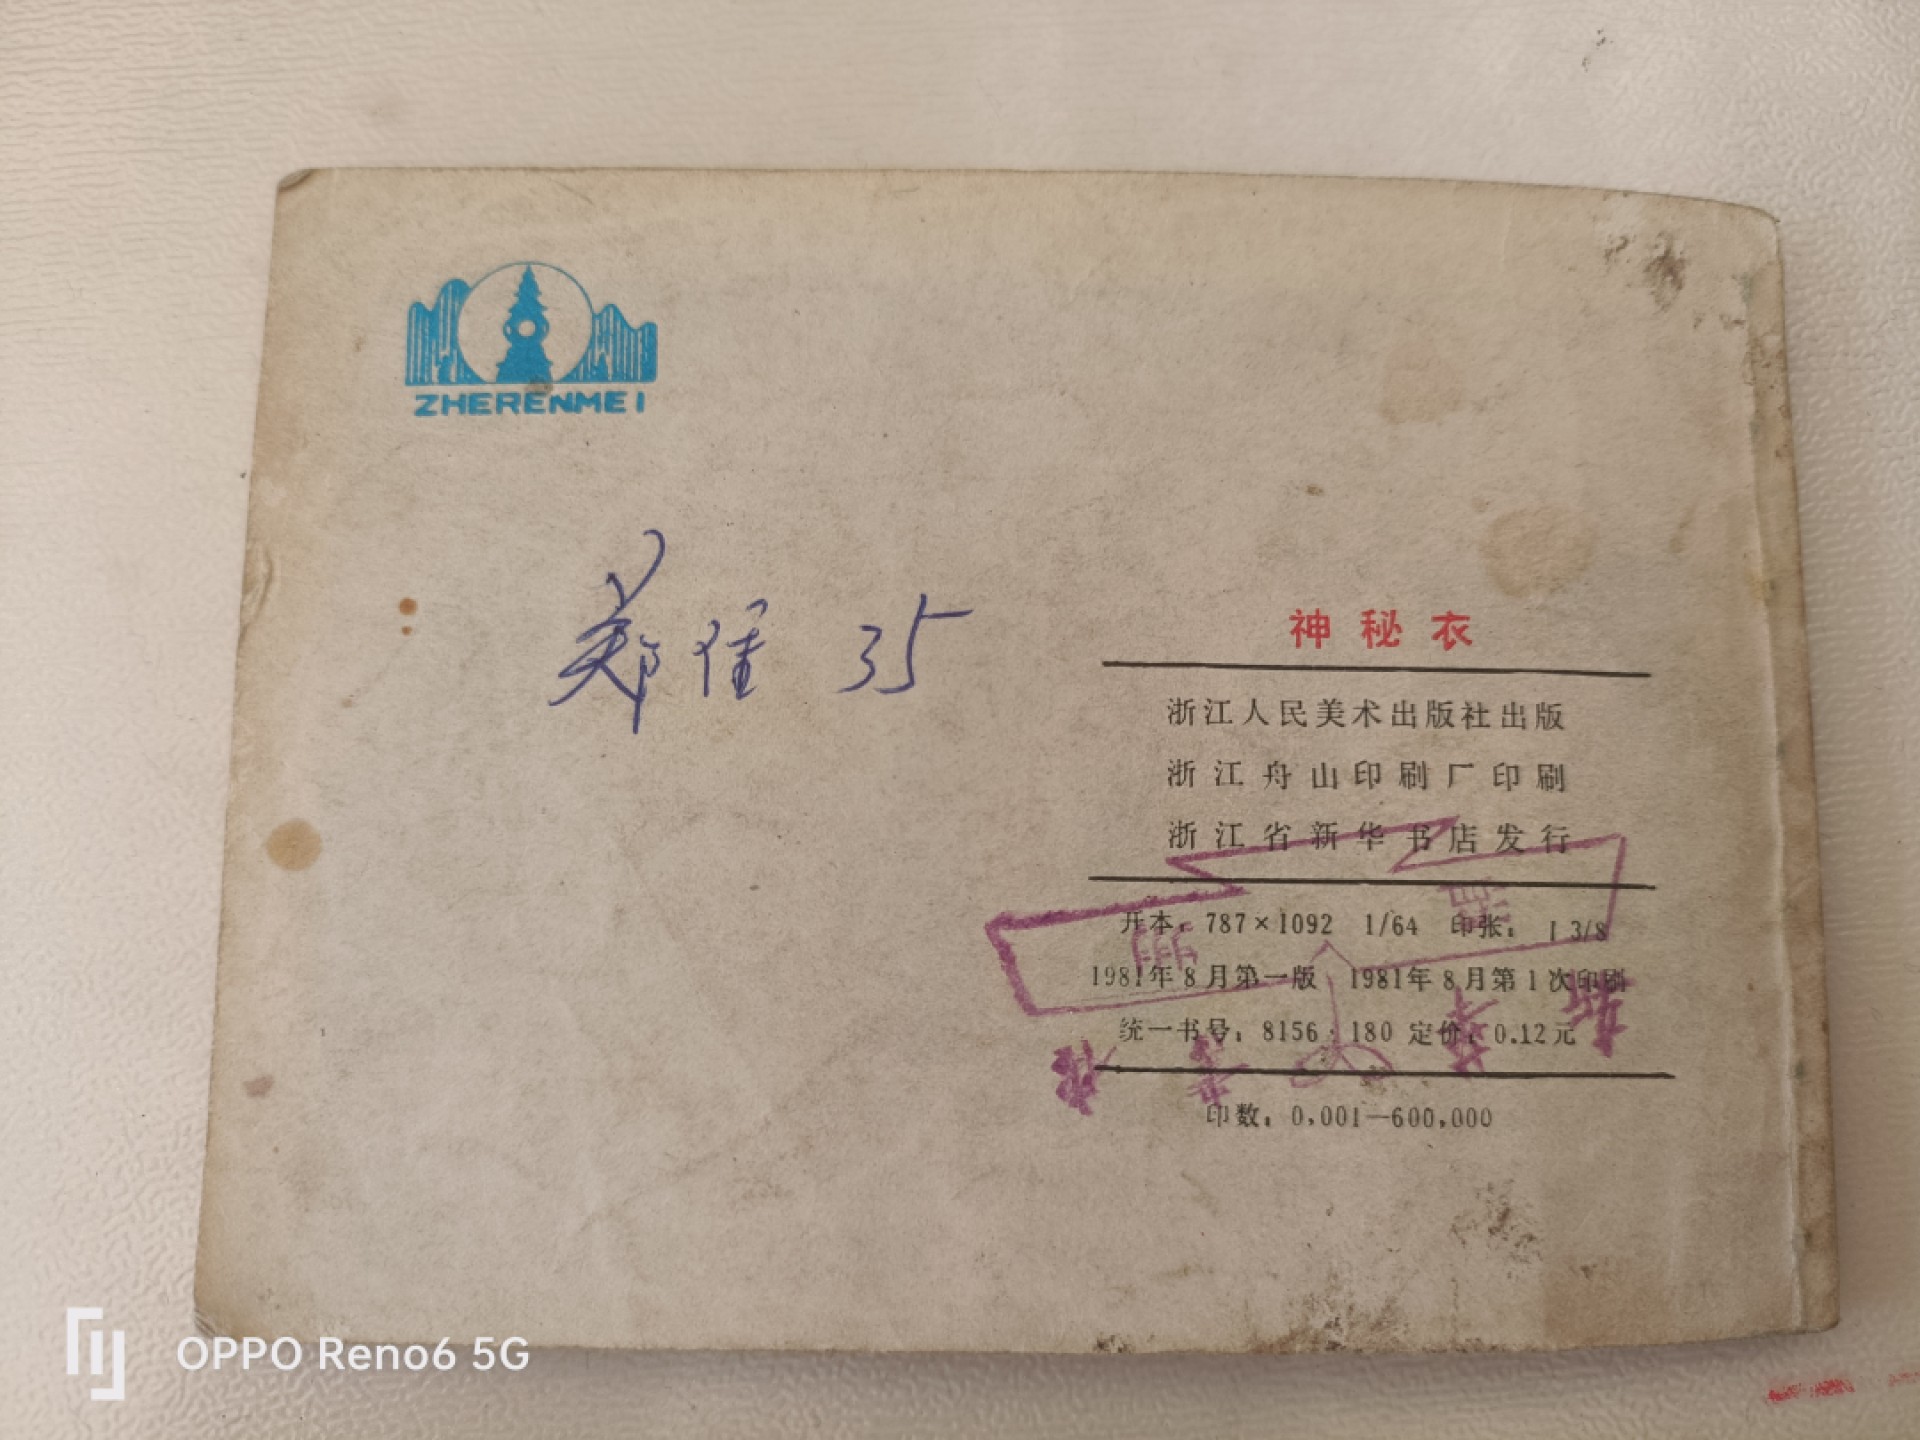 ZHERENMEI
郑佳 35
神秘衣
浙江人民美术出版社出版
浙江舟山印刷厂印刷
浙江省新华书店发行
开本：787×1092 1/64 印张：1 3/8
1981年8月第一版 1981年8月第1次印刷
统一书号：8156·180 定价：0.12元
印数：0,001—600,000
OPPO Reno6 5G